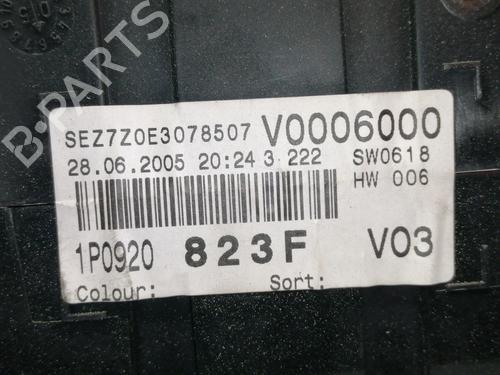 SEZ7Z0E3078507 V0006000
28.06.2005 20:24 3 222 SW0618
HW 006
1P0920 823F V03
Colour: Sort:
B-PARTS